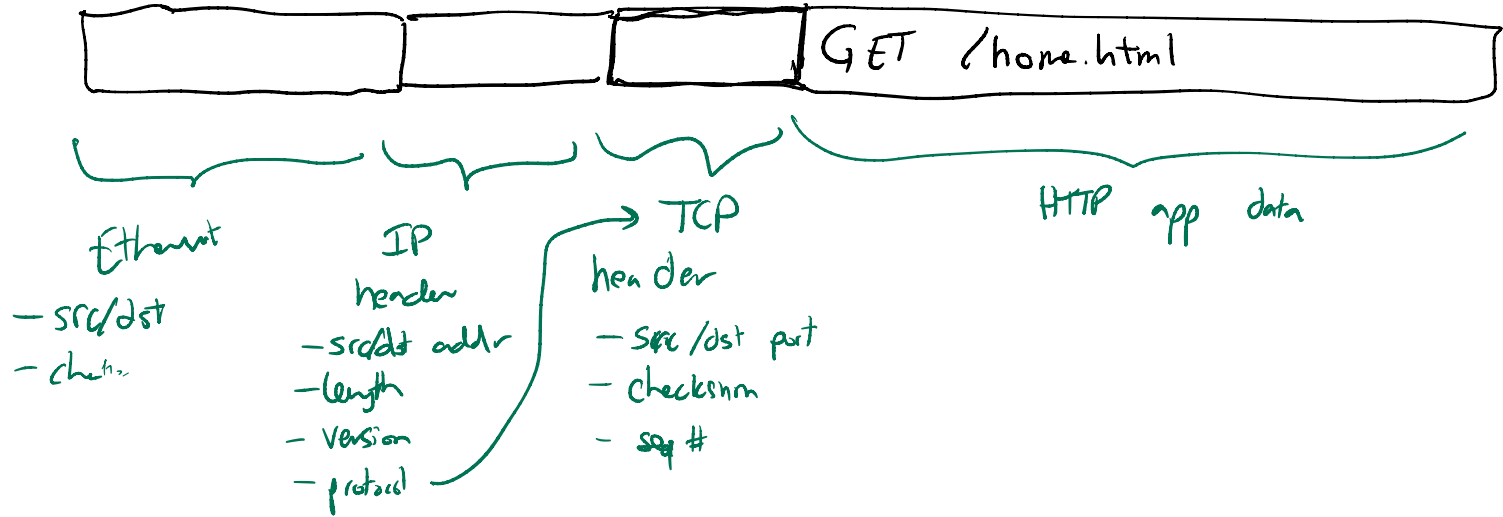 GET /home.html
Ethernet
- src/dst
IP
header
- src/dst addr
- length
- version
- protocol
TCP
header
- src/dst port
- checksum
- seq #
HTTP app data